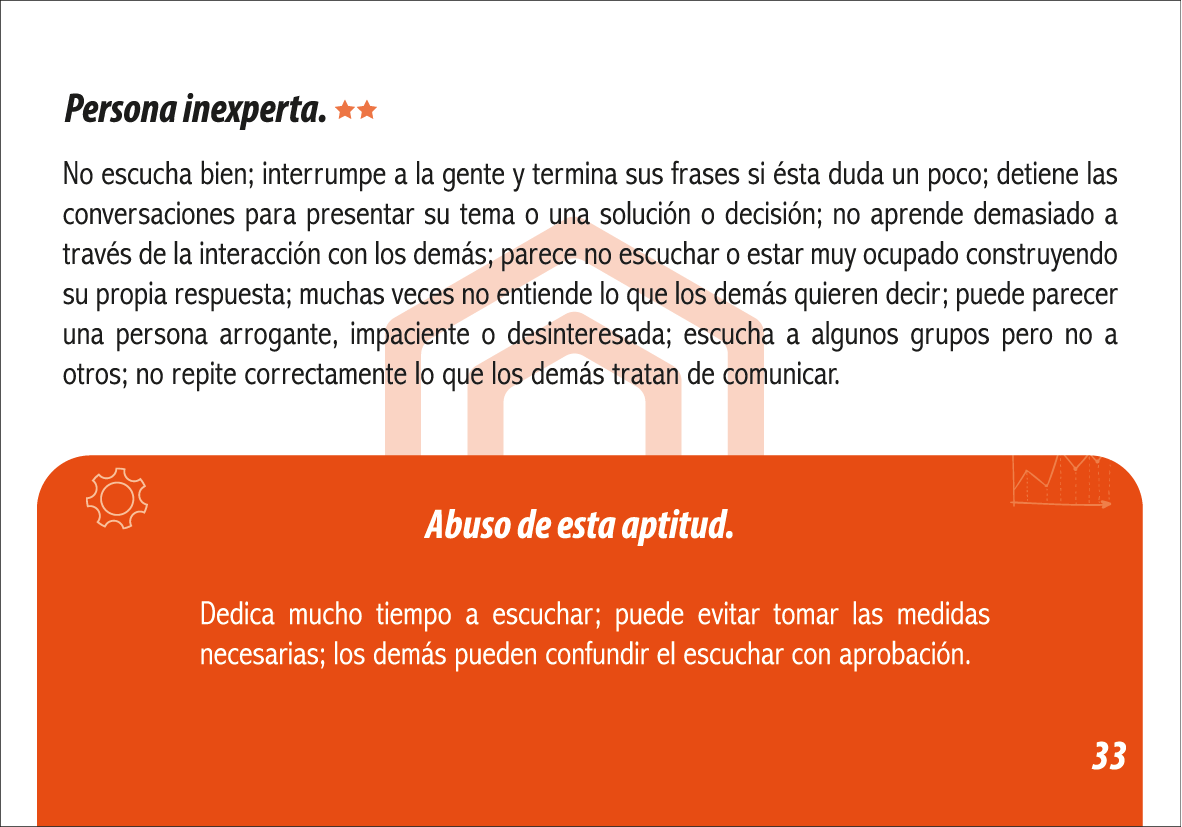 Persona inexperta.
No escucha bien; interrumpe a la gente y termina sus frases si ésta duda un poco; detiene las
conversaciones para presentar su tema o una solución o decisión; no aprende demasiado a
través de la interacción con los demás; parece no escuchar o estar muy ocupado construyendo
su propia respuesta; muchas veces no entiende lo que los demás quieren decir; puede parecer
una persona arrogante, impaciente o desinteresada; escucha a algunos grupos pero no a
otros; no repite correctamente lo que los demás tratan de comunicar.
Abuso de esta aptitud.
Dedica mucho tiempo a escuchar; puede evitar tomar las medidas
necesarias; los demás pueden confundir el escuchar con aprobación.
33